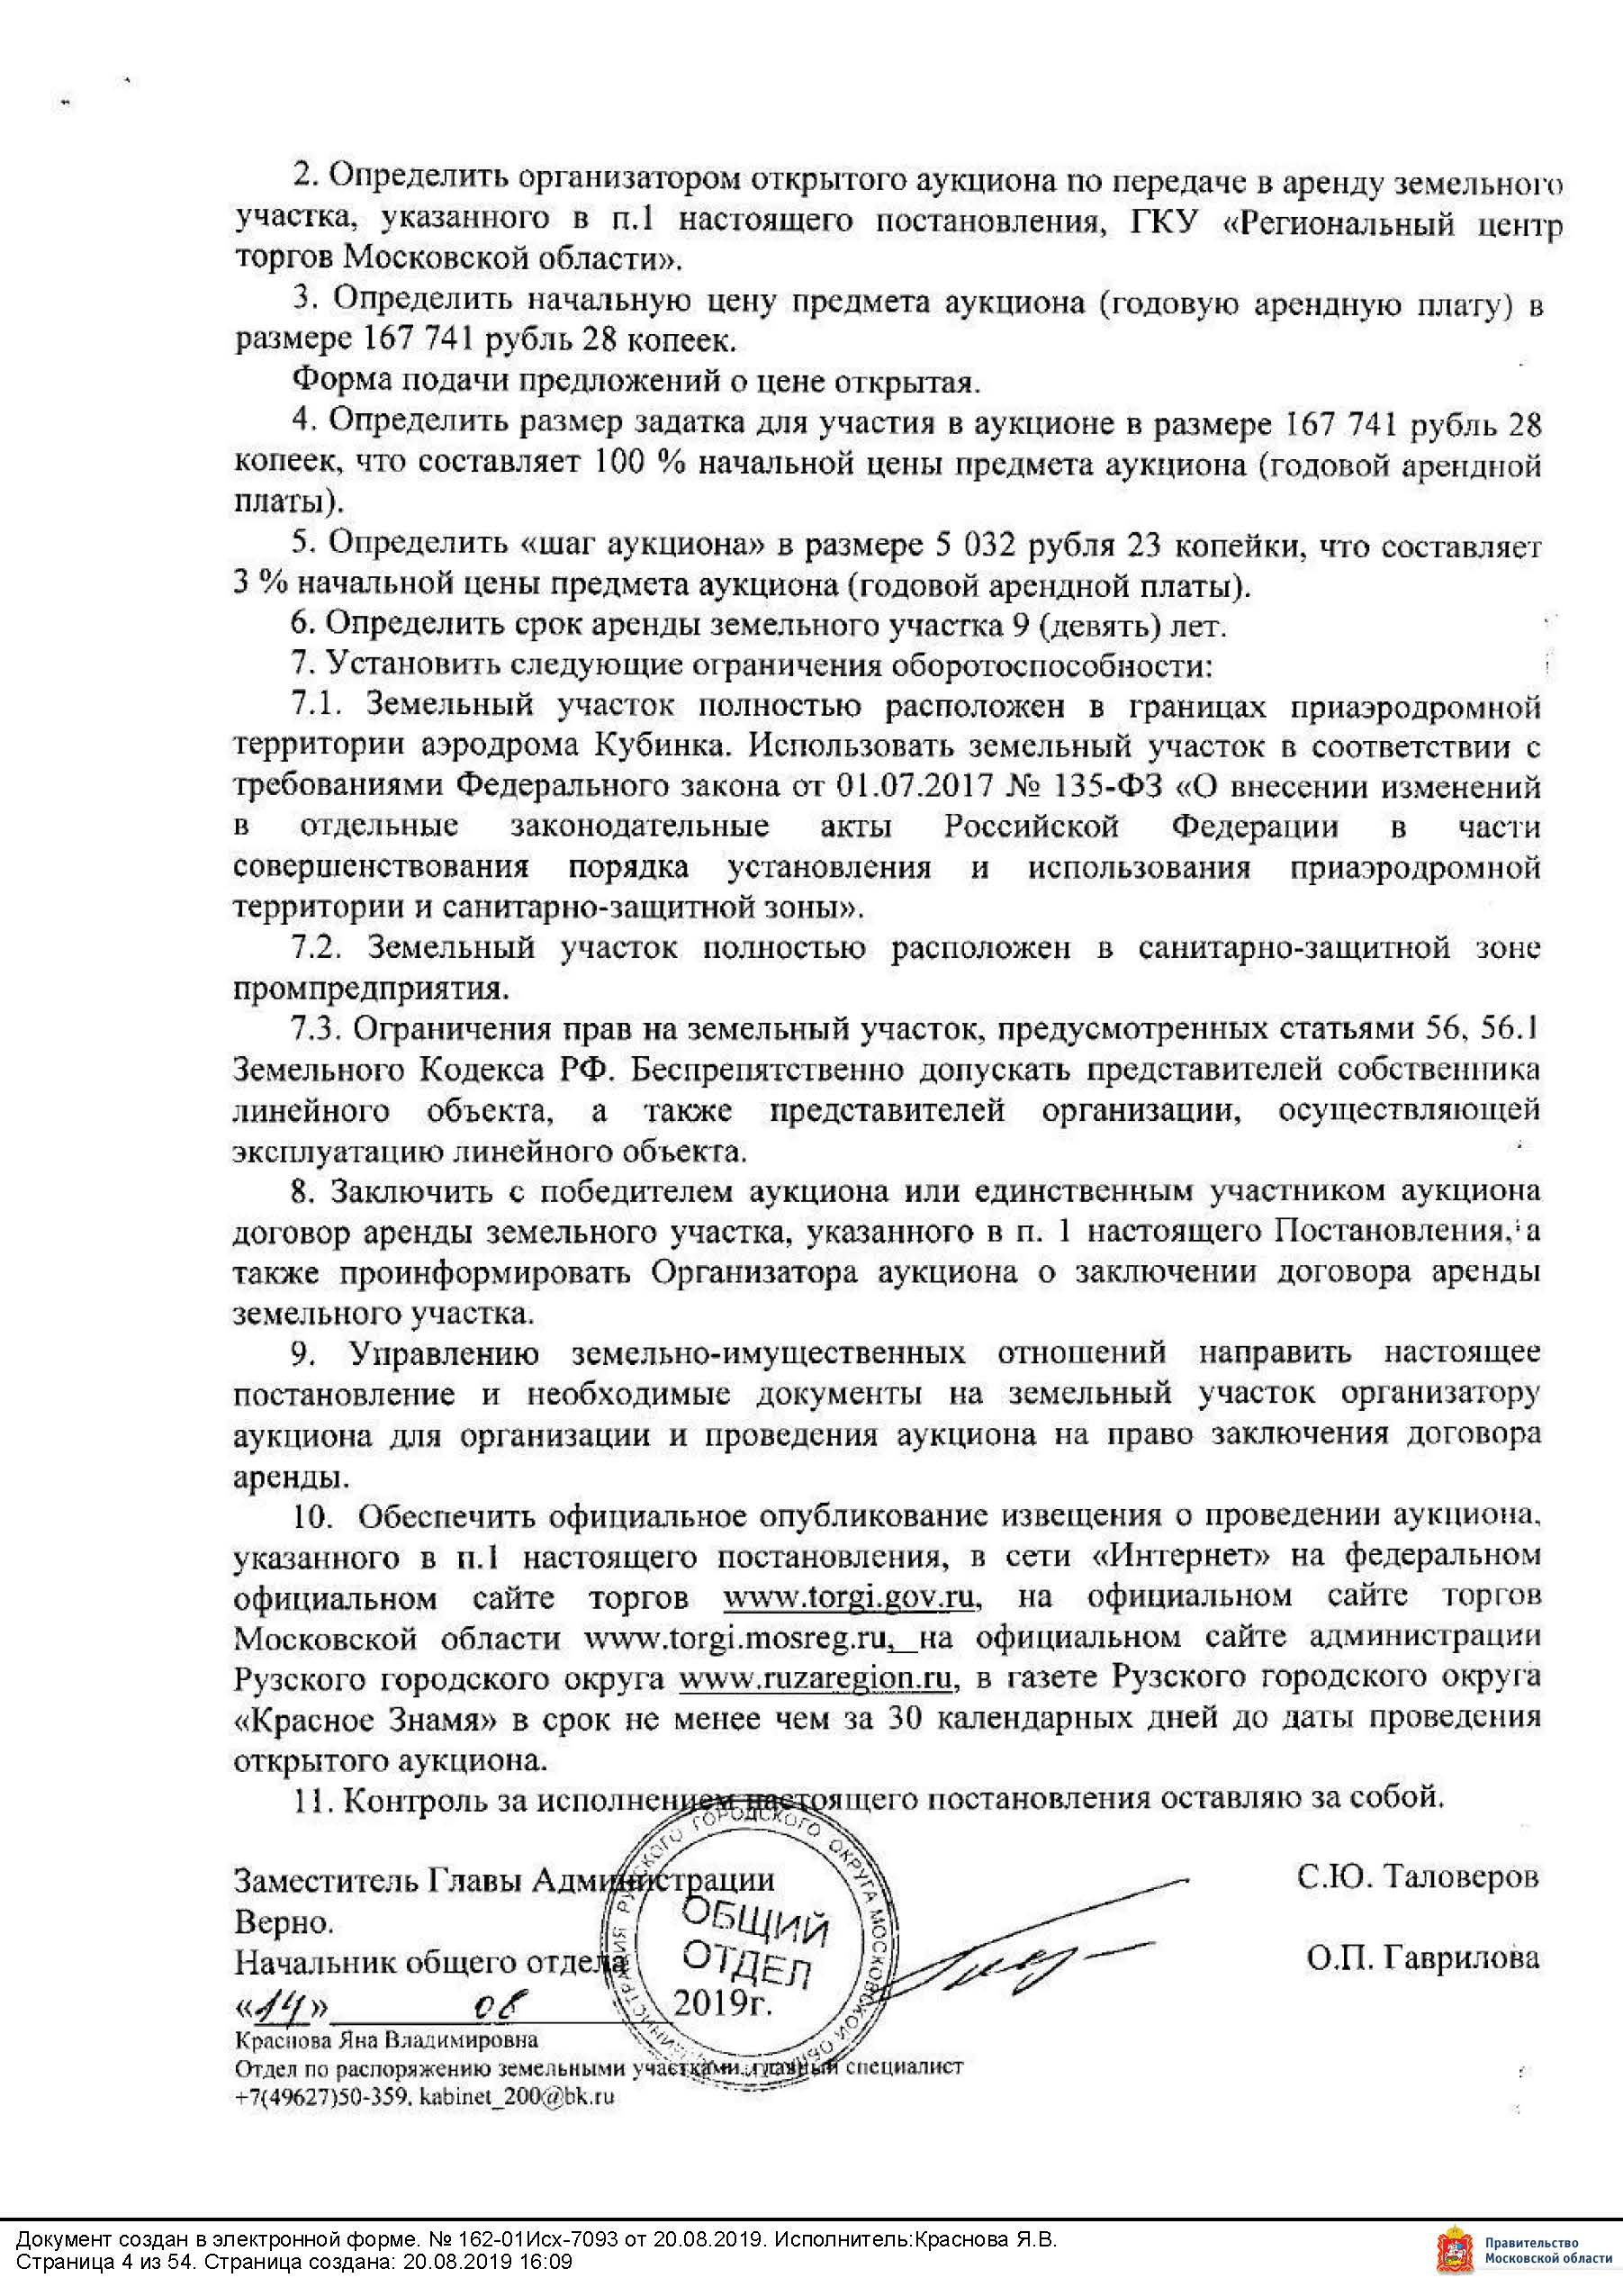 2. Определить организатором открытого аукциона по передаче в аренду земельного
участка, указанного в п.1 настоящего постановления, ГКУ «Региональный центр
торгов Московской области».
3. Определить начальную цену предмета аукциона (годовую арендную плату) в
размере 167 741 рубль 28 копеек.
Форма подачи предложений о цене открытая.
4. Определить размер задатка для участия в аукционе в размере 167 741 рубль 28
копеек, что составляет 100 % начальной цены предмета аукциона (годовой арендной
платы).
5. Определить «шаг аукциона» в размере 5 032 рубля 23 копейки, что составляет
3 % начальной цены предмета аукциона (годовой арендной платы).
6. Определить срок аренды земельного участка 9 (девять) лет.
7. Установить следующие ограничения оборотоспособности:
7.1. Земельный участок полностью расположен в границах приаэродромной
территории аэродрома Кубинка. Использовать земельный участок в соответствии с
требованиями Федерального закона от 01.07.2017 № 135-ФЗ «О внесении изменений
в отдельные законодательные акты Российской Федерации в части
совершенствования порядка установления и использования приаэродромной
территории и санитарно-защитной зоны».
7.2. Земельный участок полностью расположен в санитарно-защитной зоне
промпредприятия.
7.3. Ограничения прав на земельный участок, предусмотренных статьями 56, 56.1
Земельного Кодекса РФ. Беспрепятственно допускать представителей собственника
линейного объекта, а также представителей организации, осуществляющей
эксплуатацию линейного объекта.
8. Заключить с победителем аукциона или единственным участником аукциона
договор аренды земельного участка, указанного в п. 1 настоящего Постановления, а
также проинформировать Организатора аукциона о заключении договора аренды
земельного участка.
9. Управлению земельно-имущественных отношений направить настоящее
постановление и необходимые документы на земельный участок организатору
аукциона для организации и проведения аукциона на право заключения договора
аренды.
10. Обеспечить официальное опубликование извещения о проведении аукциона,
указанного в п.1 настоящего постановления, в сети «Интернет» на федеральном
официальном сайте торгов www.torgi.gov.ru, на официальном сайте торгов
Московской области www.torgi.mosreg.ru, на официальном сайте администрации
Рузского городского округа www.ruzaregion.ru, в газете Рузского городского округа
«Красное Знамя» в срок не менее чем за 30 календарных дней до даты проведения
открытого аукциона.
11. Контроль за исполнением настоящего постановления оставляю за собой.
Заместитель Главы Администрации С.Ю. Таловеров
Верно.
Начальник общего отдела О.П. Гаврилова
«14» 08 2019г.
АДМИНИСТРАЦИЯ РУЗСКОГО ГОРОДСКОГО ОКРУГА МОСКОВСКОЙ ОБЛАСТИ
ОБЩИЙ
ОТДЕЛ
Краснова Яна Владимировна
Отдел по распоряжению земельными участками, главный специалист
+7(49627)50-359, kabinet_200@bk.ru
Документ создан в электронной форме. № 162-01Исх-7093 от 20.08.2019. Исполнитель:Краснова Я.В.
Страница 4 из 54. Страница создана: 20.08.2019 16:09
Правительство
Московской области